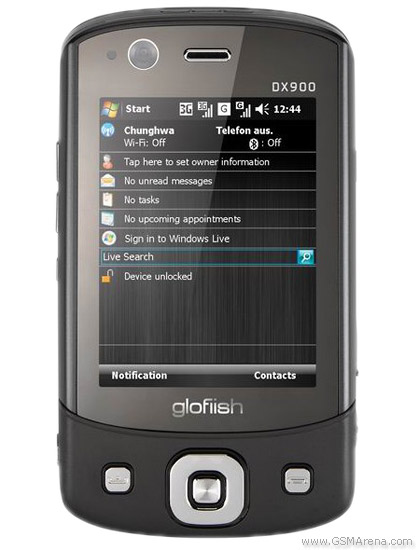 DX900
Start 3G 3G G G 12:44
Chunghwa Telefon aus.
Wi-Fi: Off : Off
Tap here to set owner information
No unread messages
No tasks
No upcoming appointments
Sign in to Windows Live
Live Search
Device unlocked
Notification Contacts
glofiish
www.GSMArena.com